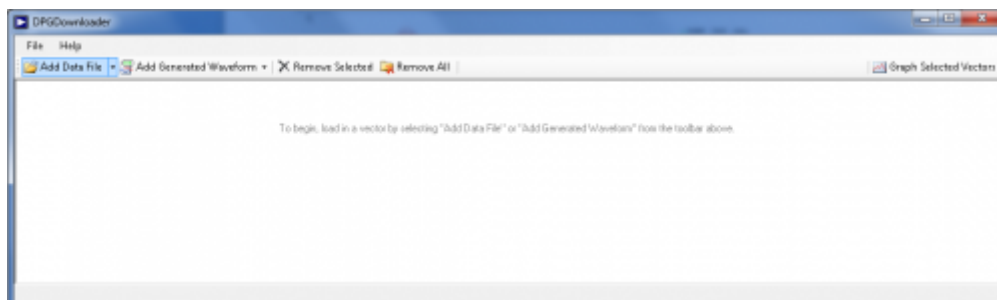 DPGDownloader
File Help
Add Data File Add Generated Waveform Remove Selected Remove All Graph Selected Vectors
To begin, load in a vector by selecting "Add Data File" or "Add Generated Waveform" from the toolbar above.